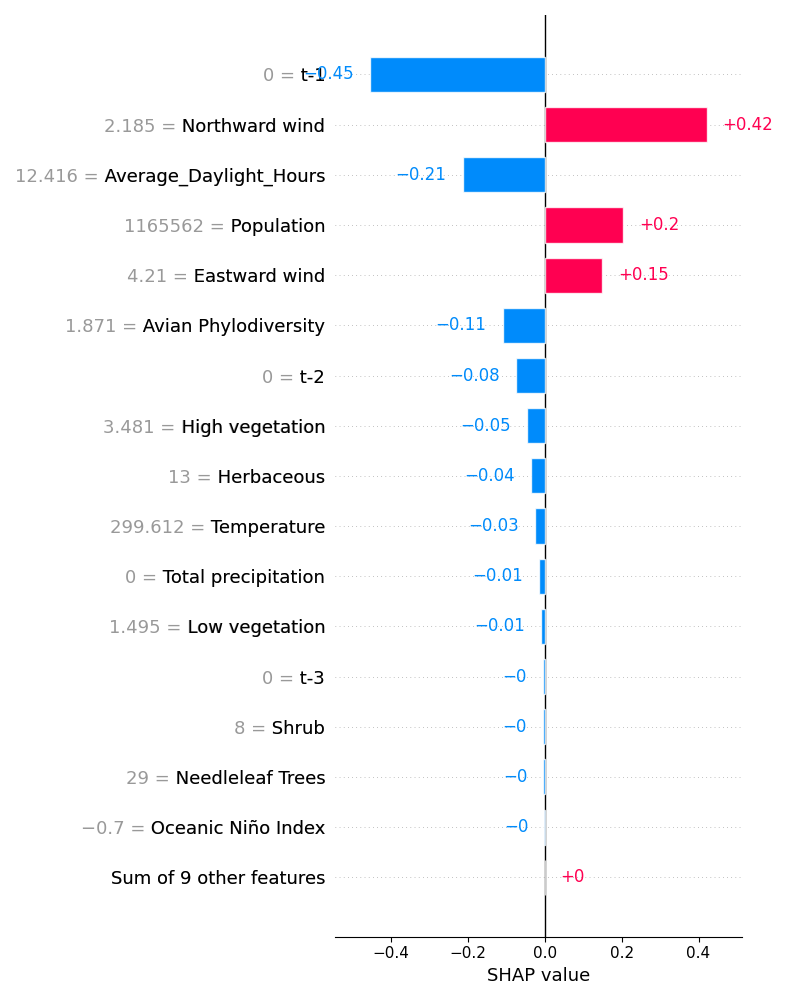 0 = t-1 −0.45
2.185 = Northward wind +0.42
12.416 = Average_Daylight_Hours −0.21
1165562 = Population +0.2
4.21 = Eastward wind +0.15
1.871 = Avian Phylodiversity −0.11
0 = t-2 −0.08
3.481 = High vegetation −0.05
13 = Herbaceous −0.04
299.612 = Temperature −0.03
0 = Total precipitation −0.01
1.495 = Low vegetation −0.01
0 = t-3 −0
8 = Shrub −0
29 = Needleleaf Trees −0
−0.7 = Oceanic Niño Index −0
Sum of 9 other features +0
−0.4 −0.2 0.0 0.2 0.4
SHAP value